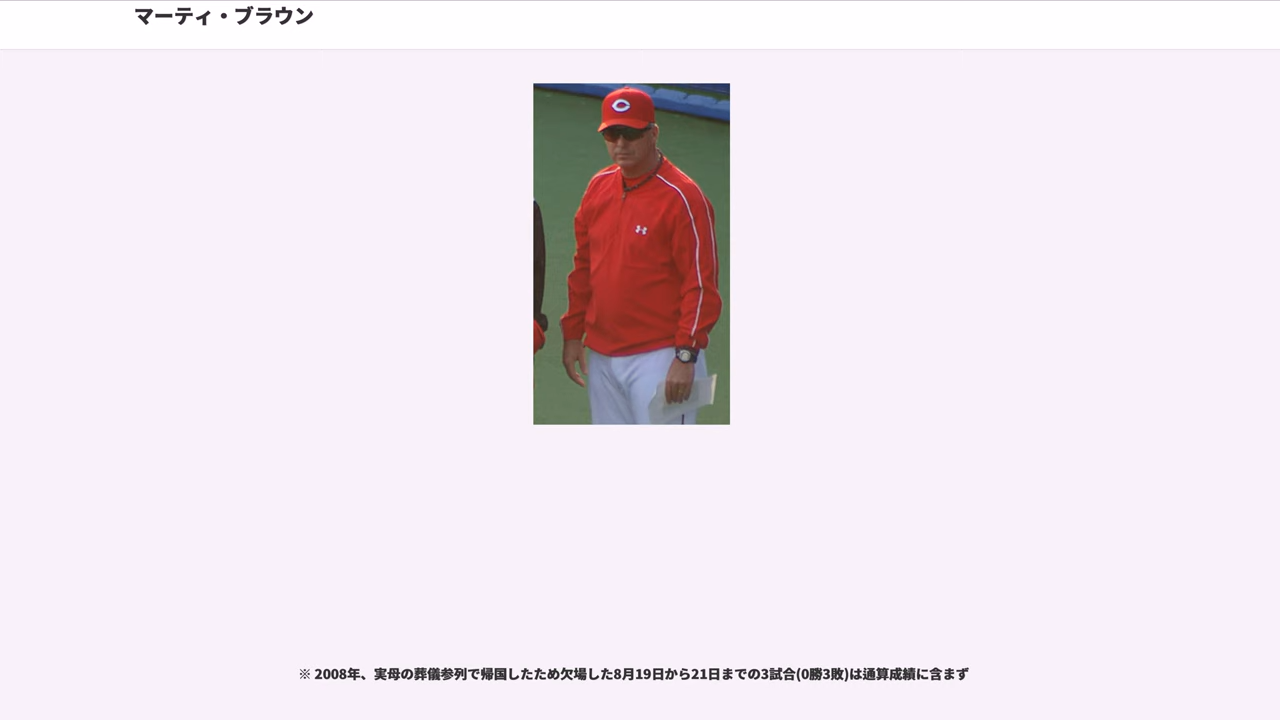 マーティ・ブラウン
※ 2008年、実母の葬儀参列で帰国したため欠場した8月19日から21日までの3試合(0勝3敗)は通算成績に含まず